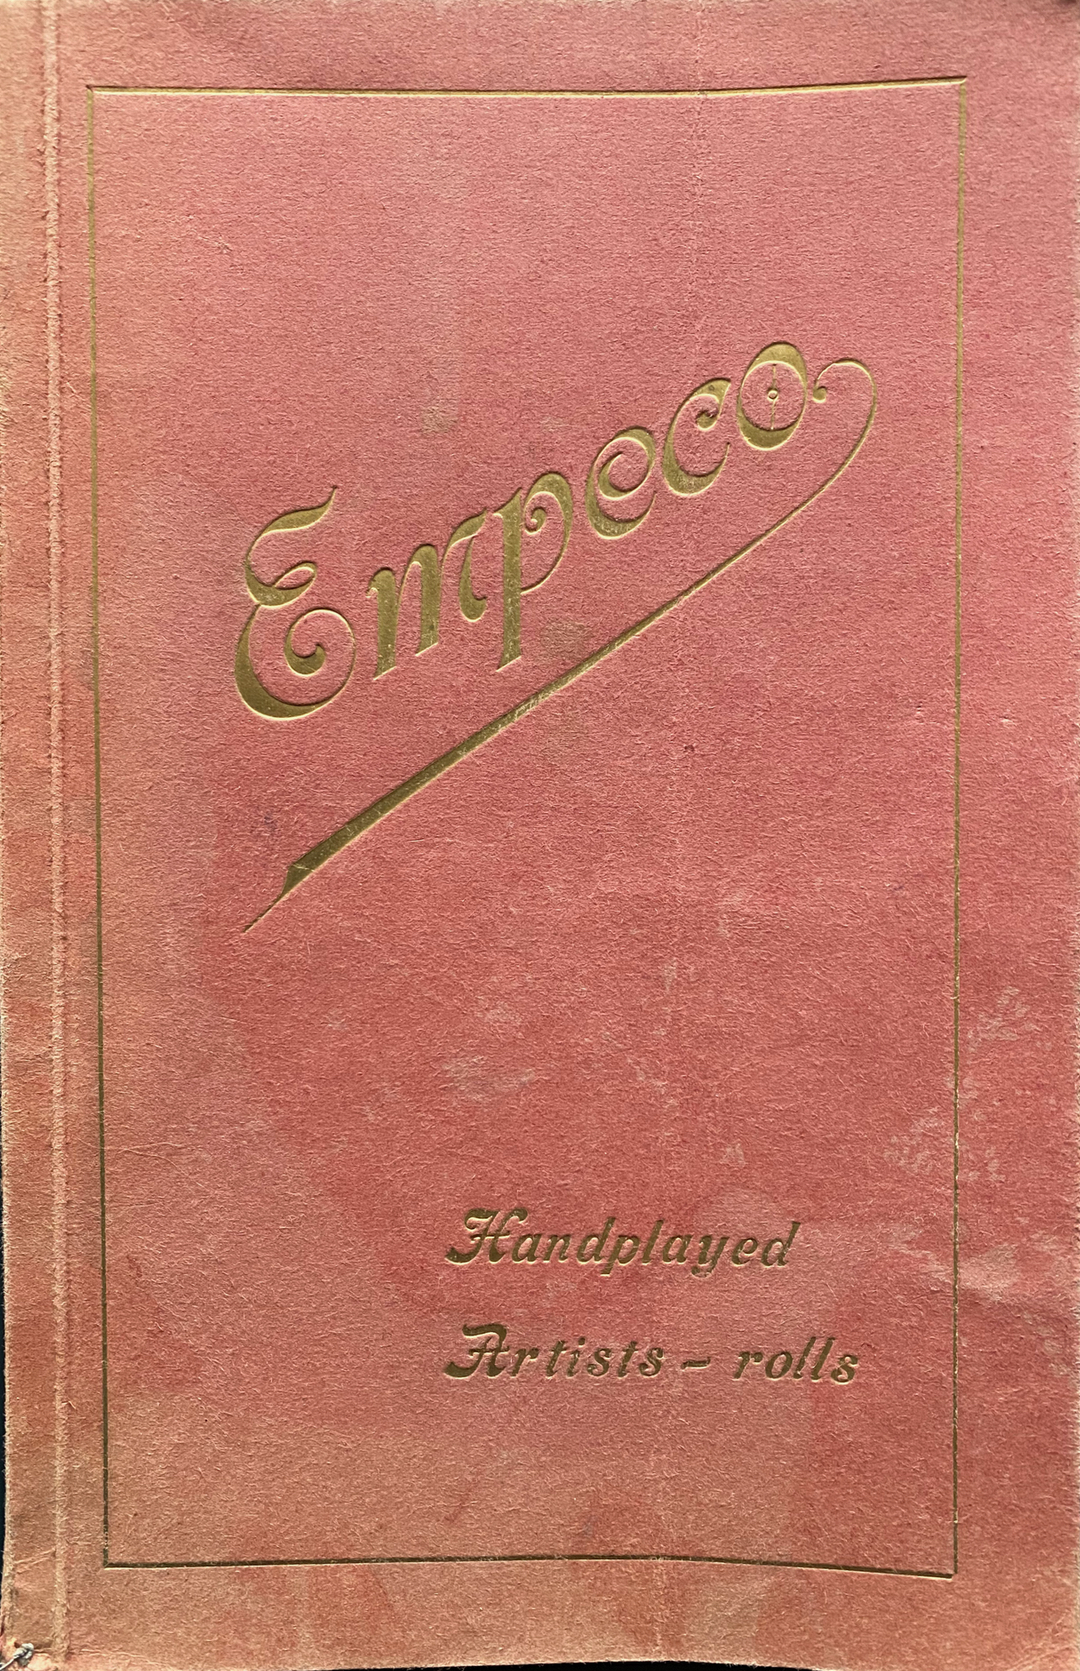 Empeco
Handplayed
Artists - rolls